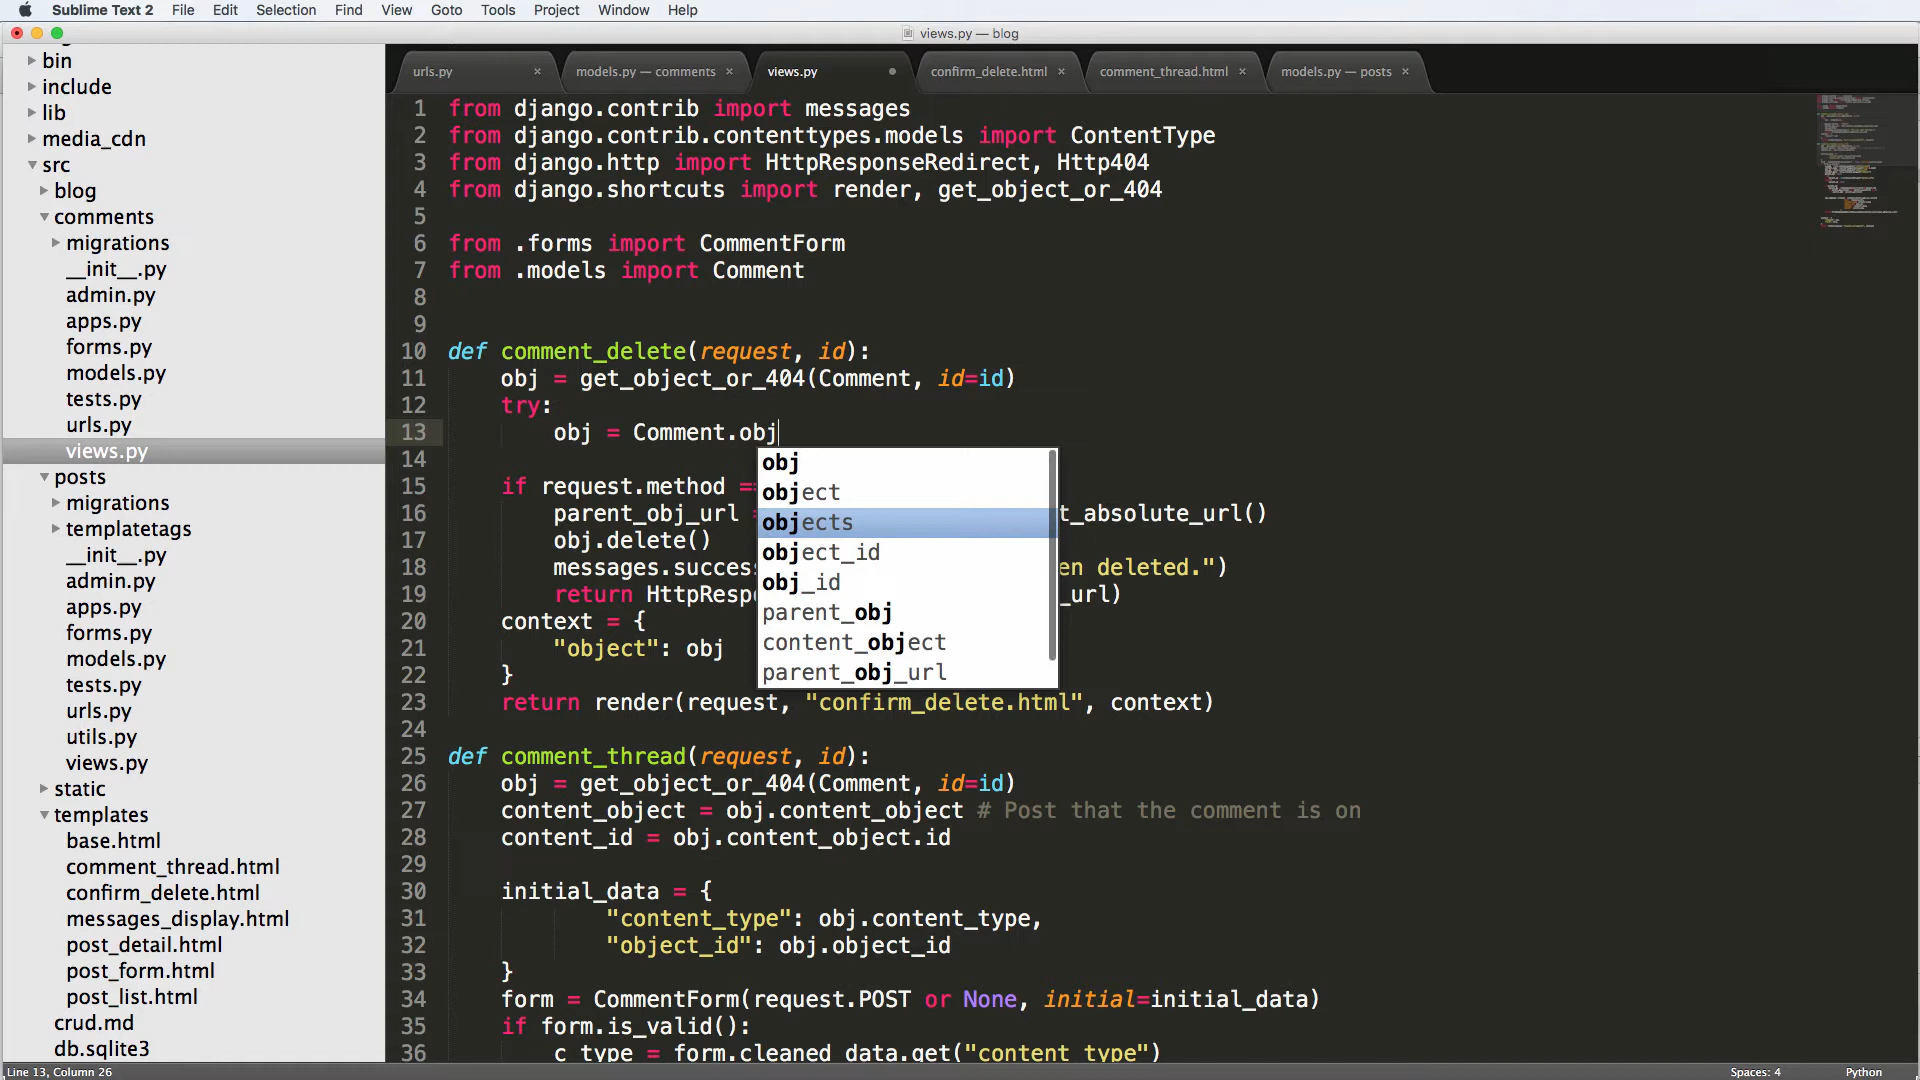 Sublime Text 2 File Edit Selection Find View Goto Tools Project Window Help
views.py — blog
bin
include
lib
media_cdn
src
blog
comments
migrations
__init__.py
admin.py
apps.py
forms.py
models.py
tests.py
urls.py
views.py
posts
migrations
templatetags
__init__.py
admin.py
apps.py
forms.py
models.py
tests.py
urls.py
utils.py
views.py
static
templates
base.html
comment_thread.html
confirm_delete.html
messages_display.html
post_detail.html
post_form.html
post_list.html
crud.md
db.sqlite3
urls.py × models.py — comments × views.py confirm_delete.html × comment_thread.html × models.py — posts ×
1 from django.contrib import messages
2 from django.contrib.contenttypes.models import ContentType
3 from django.http import HttpResponseRedirect, Http404
4 from django.shortcuts import render, get_object_or_404
5
6 from .forms import CommentForm
7 from .models import Comment
8
9
10 def comment_delete(request, id):
11 obj = get_object_or_404(Comment, id=id)
12 try:
13 obj = Comment.obj
14
15 if request.method ==
16 parent_obj_url = t_absolute_url()
17 obj.delete()
18 messages.succes en deleted.")
19 return HttpResp _url)
20 context = {
21 "object": obj
22 }
23 return render(request, "confirm_delete.html", context)
24
25 def comment_thread(request, id):
26 obj = get_object_or_404(Comment, id=id)
27 content_object = obj.content_object # Post that the comment is on
28 content_id = obj.content_object.id
29
30 initial_data = {
31 "content_type": obj.content_type,
32 "object_id": obj.object_id
33 }
34 form = CommentForm(request.POST or None, initial=initial_data)
35 if form.is_valid():
36 c_type = form.cleaned_data.get("content_type")
obj
object
objects
object_id
obj_id
parent_obj
content_object
parent_obj_url
Line 13, Column 26 Spaces: 4 Python